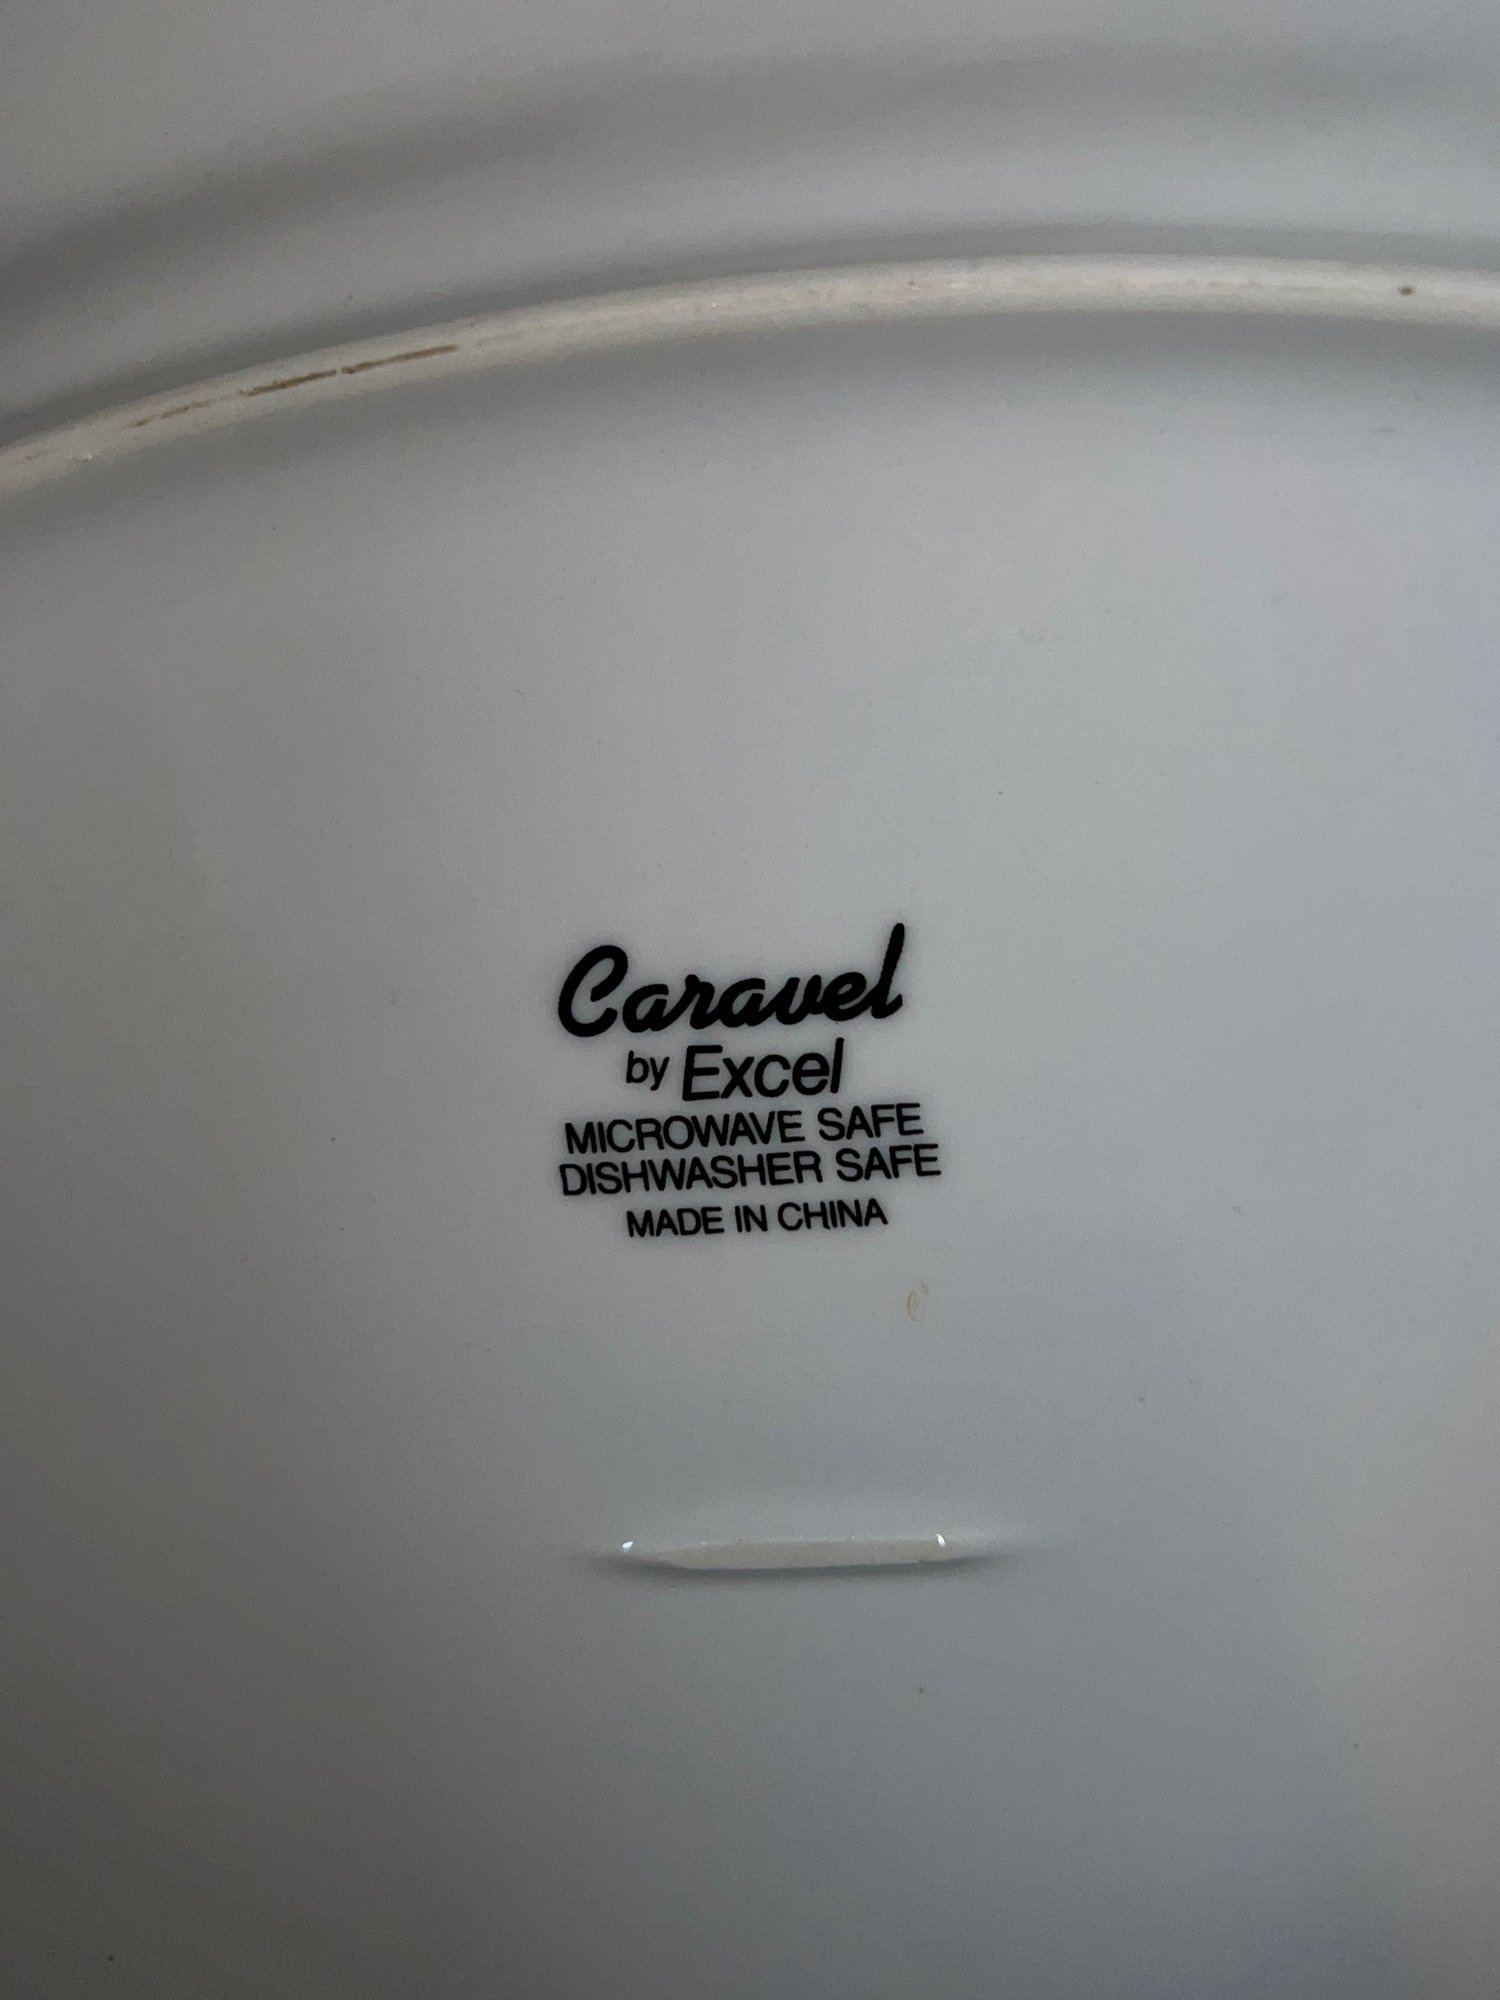 Caravel
by Excel
MICROWAVE SAFE
DISHWASHER SAFE
MADE IN CHINA